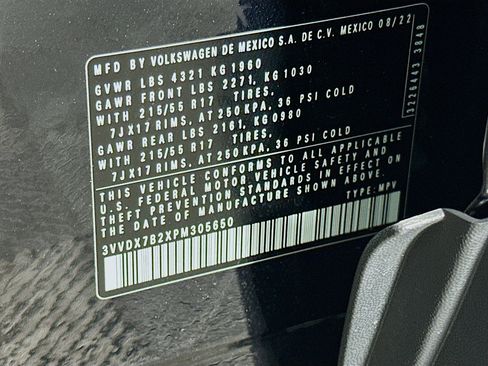 MFD BY VOLKSWAGEN DE MEXICO S.A. DE C.V. MEXICO 08/22
GVWR LBS 4321 KG 1960
GAWR FRONT LBS 2271, KG 1030
WITH 215/55 R17 TIRES,
7JX17 RIMS, AT 250 KPA, 36 PSI COLD
GAWR REAR LBS 2161, KG 0980
WITH 215/55 R17 TIRES,
7JX17 RIMS, AT 250 KPA, 36 PSI COLD
THIS VEHICLE CONFORMS TO ALL APPLICABLE
U.S. FEDERAL MOTOR VEHICLE SAFETY AND
THEFT PREVENTION STANDARDS IN EFFECT ON
THE DATE OF MANUFACTURE SHOWN ABOVE.
TYPE: MPV
3VVDX7B2XPM305650
3226443 3848